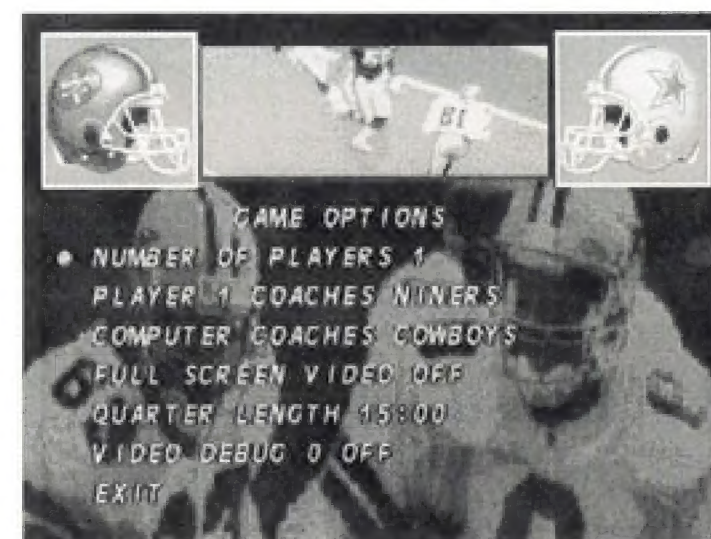 81
GAME OPTIONS
NUMBER OF PLAYERS 1
PLAYER 1 COACHES NINERS
COMPUTER COACHES COWBOYS
FULL SCREEN VIDEO OFF
QUARTER LENGTH 15:00
VIDEO DEBUG 0 OFF
EXIT